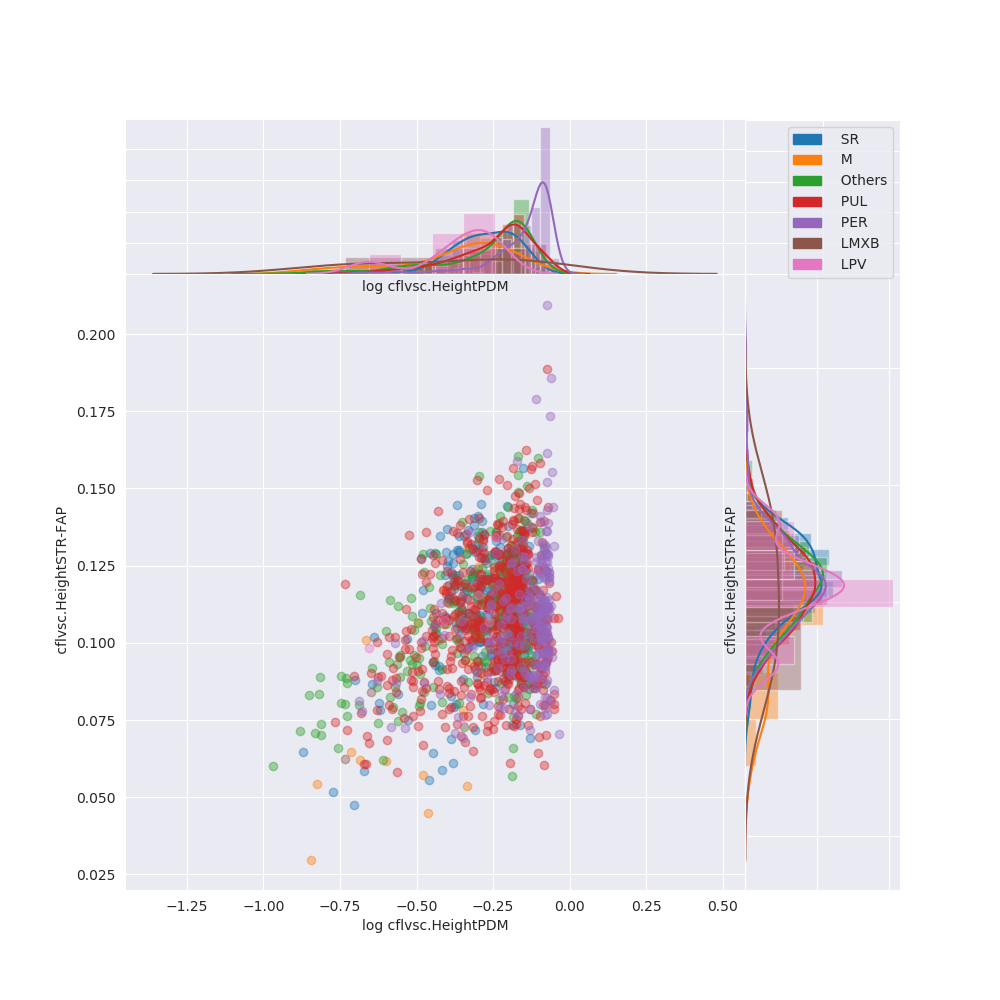 SR
M
Others
PUL
PER
LMXB
LPV
log cflvsc.HeightPDM
0.200
0.175
0.150
0.125
0.100
0.075
0.050
0.025
cflvsc.HeightSTR-FAP
cflvsc.HeightSTR-FAP
−1.25
−1.00
−0.75
−0.50
−0.25
0.00
0.25
0.50
log cflvsc.HeightPDM